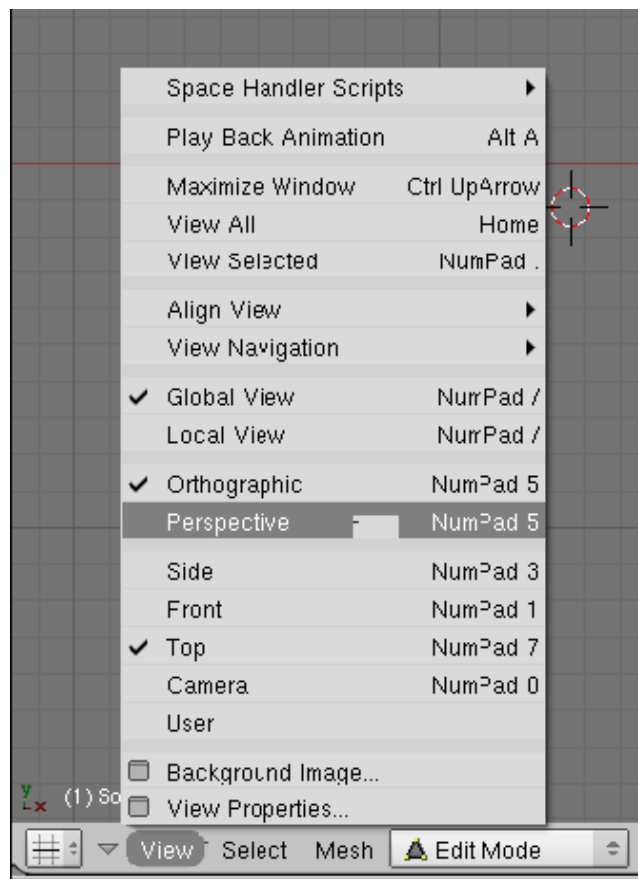 Space Handler Scripts
Play Back Animation Alt A
Maximize Window Ctrl UpArrow
View All Home
View Selected NumPad .
Align View
View Navigation
Global View NumPad /
Local View NumPad /
Orthographic NumPad 5
Perspective NumPad 5
Side NumPad 3
Front NumPad 1
Top NumPad 7
Camera NumPad 0
User
Background Image...
View Properties...
y x (1) So
View Select Mesh Edit Mode